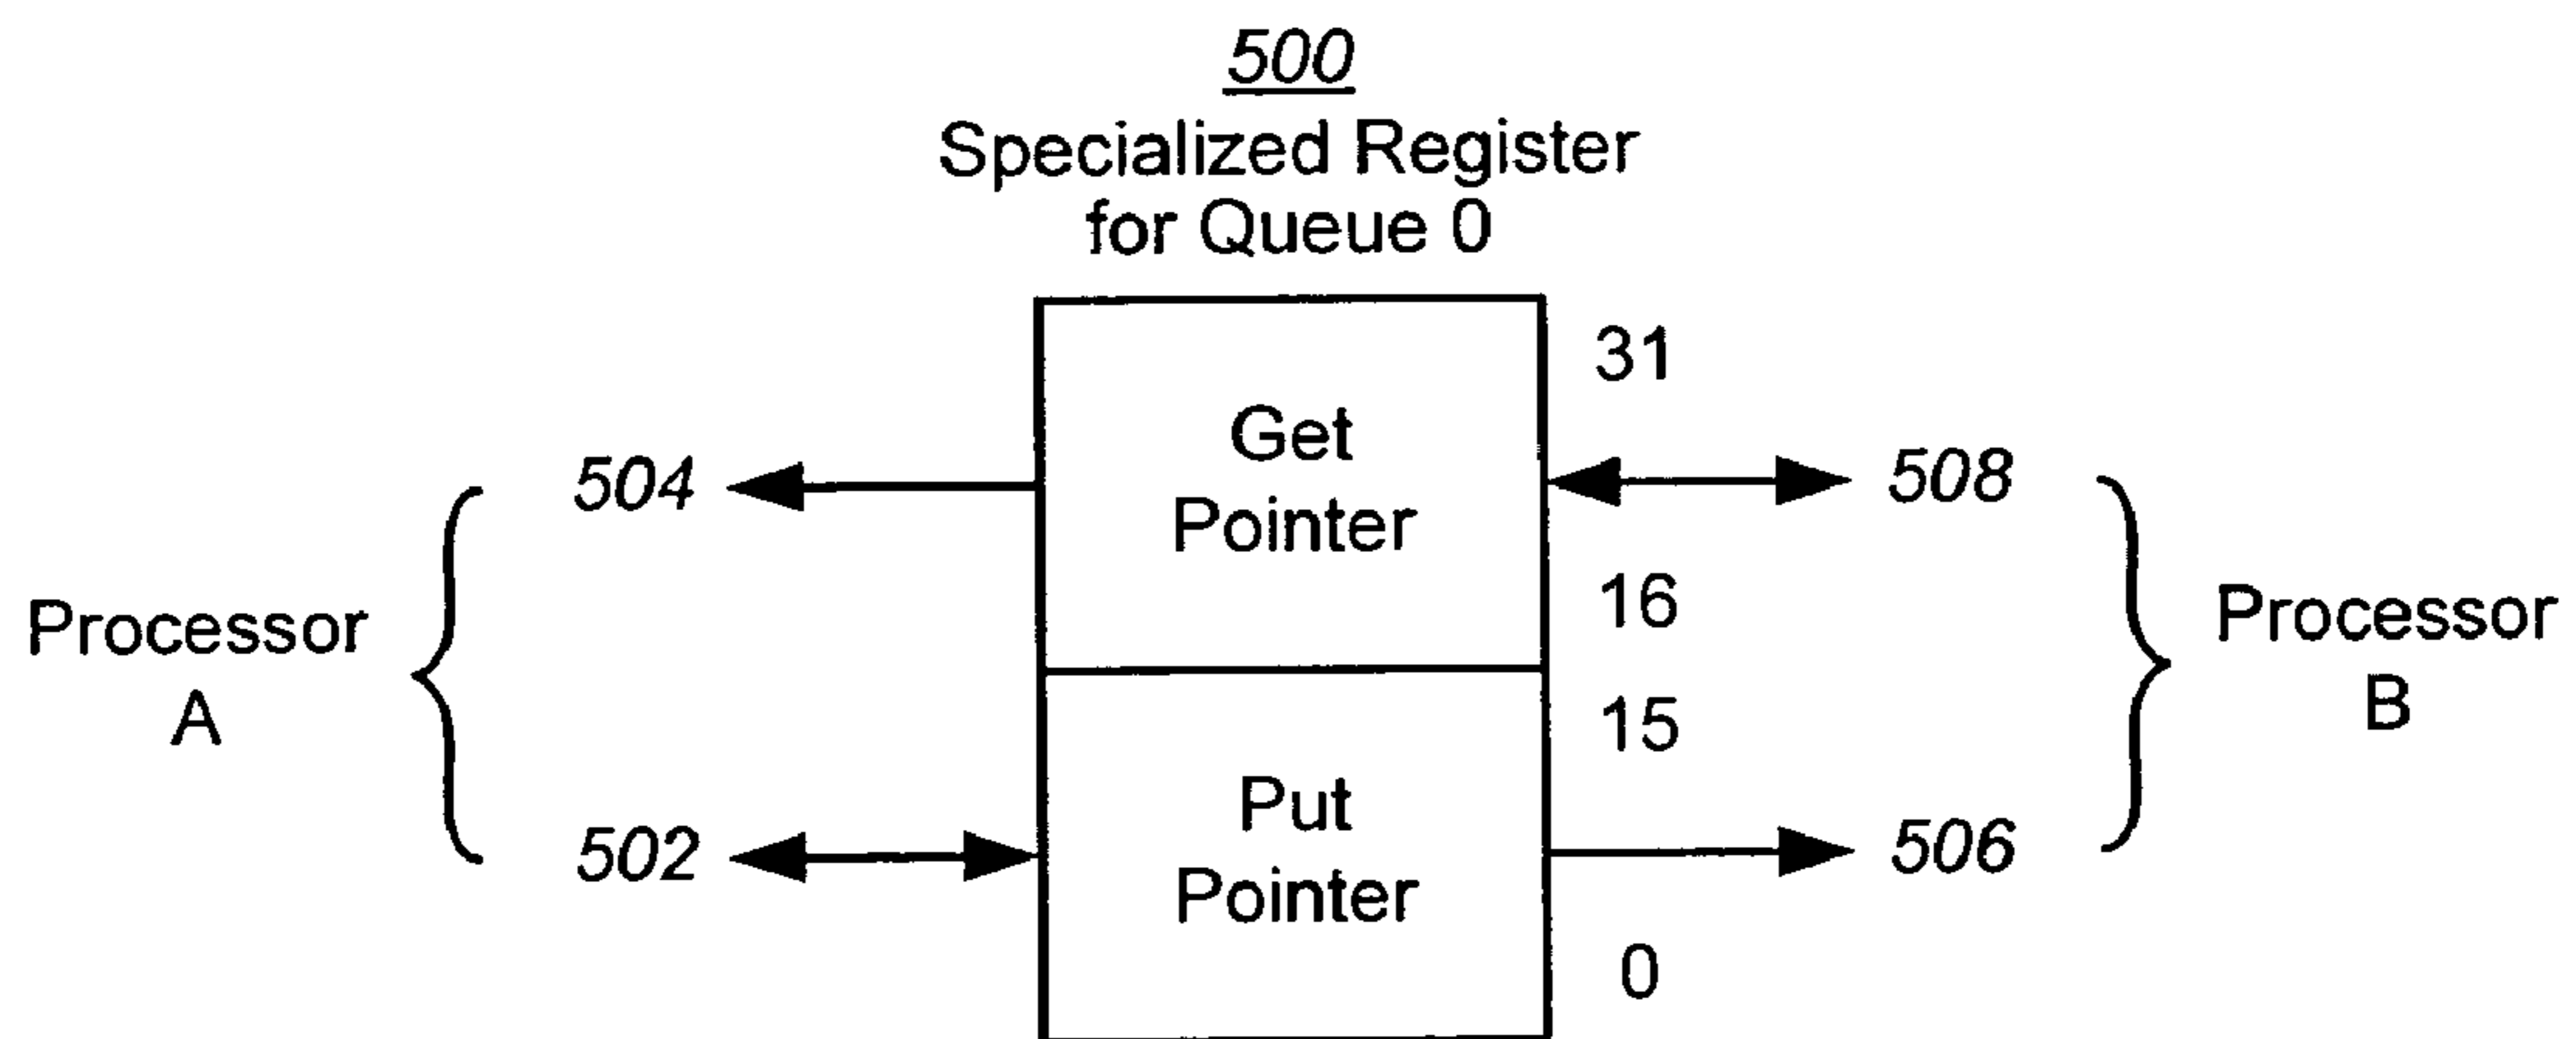 500
Specialized Register
for Queue 0
31
Get
Pointer
504
508
16
Processor
A
Processor
B
15
Put
Pointer
502
506
0